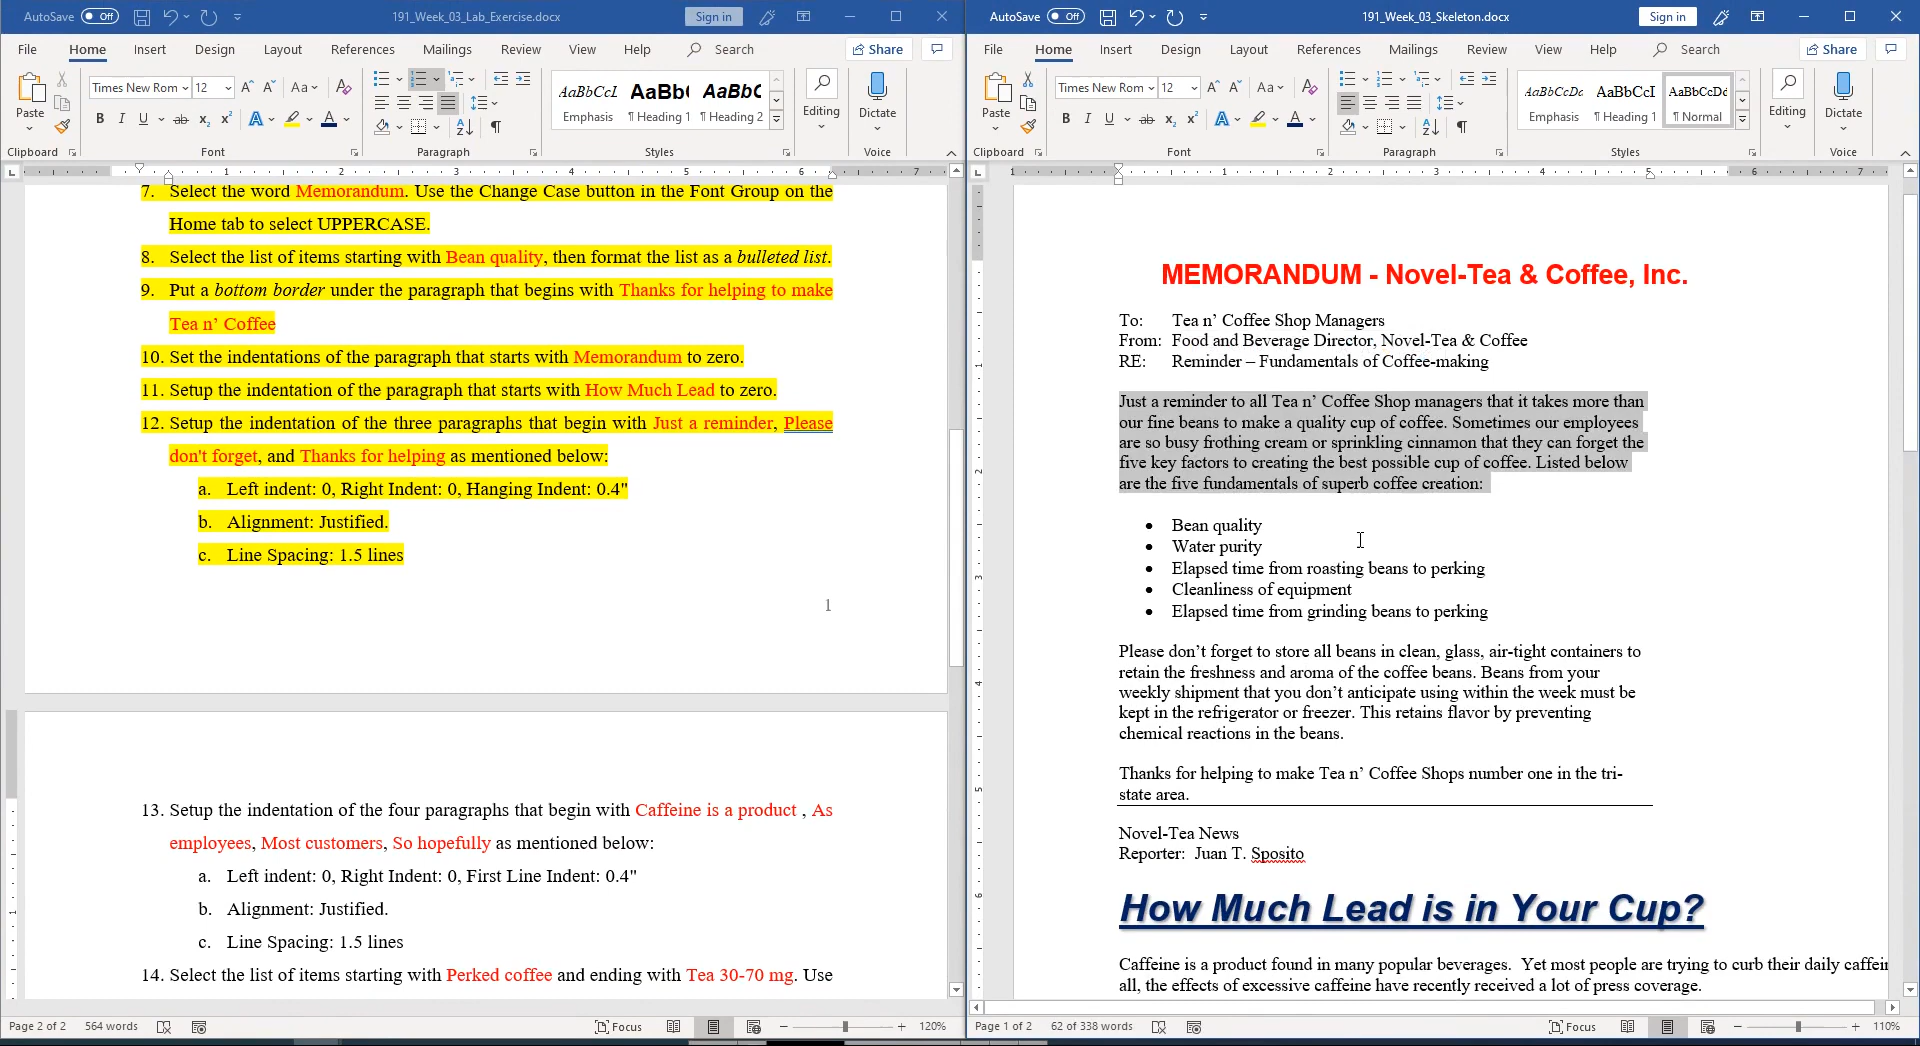 AutoSave Off 191_Week_03_Lab_Exercise.docx Sign in
File Home Insert Design Layout References Mailings Review View Help Search Share
Paste Times New Rom 12 Aa AaBbCcI AaBb( AaBbC Editing Dictate
B I U ab x₂ x² A A Emphasis ¶ Heading 1 ¶ Heading 2
Clipboard Font Paragraph Styles Voice
1 2 3 4 5 6 7
7. Select the word Memorandum. Use the Change Case button in the Font Group on the
Home tab to select UPPERCASE.
8. Select the list of items starting with Bean quality, then format the list as a bulleted list.
9. Put a bottom border under the paragraph that begins with Thanks for helping to make
Tea n’ Coffee
10. Set the indentations of the paragraph that starts with Memorandum to zero.
11. Setup the indentation of the paragraph that starts with How Much Lead to zero.
12. Setup the indentation of the three paragraphs that begin with Just a reminder, Please
don't forget, and Thanks for helping as mentioned below:
a. Left indent: 0, Right Indent: 0, Hanging Indent: 0.4"
b. Alignment: Justified.
c. Line Spacing: 1.5 lines
1
13. Setup the indentation of the four paragraphs that begin with Caffeine is a product , As
employees, Most customers, So hopefully as mentioned below:
a. Left indent: 0, Right Indent: 0, First Line Indent: 0.4"
b. Alignment: Justified.
c. Line Spacing: 1.5 lines
14. Select the list of items starting with Perked coffee and ending with Tea 30-70 mg. Use
Page 2 of 2 564 words Focus 120%
AutoSave Off 191_Week_03_Skeleton.docx Sign in
File Home Insert Design Layout References Mailings Review View Help Search Share
Paste Times New Rom 12 Aa AaBbCcDc AaBbCcI AaBbCcDd Editing Dictate
B I U ab x₂ x² A A Emphasis ¶ Heading 1 ¶ Normal
Clipboard Font Paragraph Styles Voice
1 1 2 3 4 5 6 7
MEMORANDUM - Novel-Tea & Coffee, Inc.
To: Tea n’ Coffee Shop Managers
From: Food and Beverage Director, Novel-Tea & Coffee
RE: Reminder – Fundamentals of Coffee-making
Just a reminder to all Tea n’ Coffee Shop managers that it takes more than
our fine beans to make a quality cup of coffee. Sometimes our employees
are so busy frothing cream or sprinkling cinnamon that they can forget the
five key factors to creating the best possible cup of coffee. Listed below
are the five fundamentals of superb coffee creation:
• Bean quality
• Water purity
• Elapsed time from roasting beans to perking
• Cleanliness of equipment
• Elapsed time from grinding beans to perking
Please don’t forget to store all beans in clean, glass, air-tight containers to
retain the freshness and aroma of the coffee beans. Beans from your
weekly shipment that you don’t anticipate using within the week must be
kept in the refrigerator or freezer. This retains flavor by preventing
chemical reactions in the beans.
Thanks for helping to make Tea n’ Coffee Shops number one in the tri-
state area.
Novel-Tea News
Reporter: Juan T. Sposito
How Much Lead is in Your Cup?
Caffeine is a product found in many popular beverages. Yet most people are trying to curb their daily caffein
all, the effects of excessive caffeine have recently received a lot of press coverage.
Page 1 of 2 62 of 338 words Focus 110%